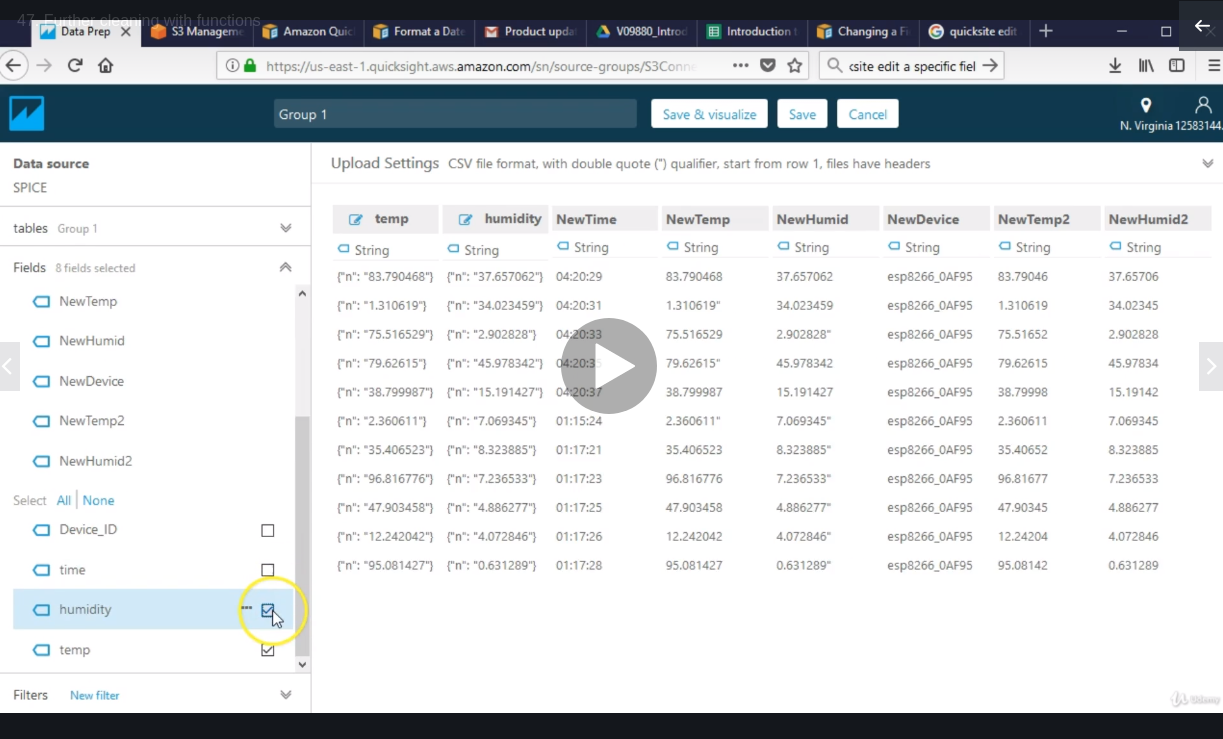 47. Further cleaning with functions
Data Prep
S3 Manageme
Amazon Quic
Format a Date
Product upda
V09880_Introd
Introduction t
Changing a Fi
quicksite edit
https://us-east-1.quicksight.aws.amazon.com/sn/source-groups/S3Conne
:site edit a specific fiel
Group 1
Save & visualize
Save
Cancel
N. Virginia 12583144.
Data source
SPICE
tables Group 1
Fields 8 fields selected
NewTemp
NewHumid
NewDevice
NewTemp2
NewHumid2
Select All None
Device_ID
time
humidity
temp
Filters New filter
Upload Settings CSV file format, with double quote (") qualifier, start from row 1, files have headers
temp humidity NewTime NewTemp NewHumid NewDevice NewTemp2 NewHumid2
String String String String String String String String
{"n": "83.790468"} {"n": "37.657062"} 04:20:29 83.790468 37.657062 esp8266_0AF95 83.79046 37.65706
{"n": "1.310619"} {"n": "34.023459"} 04:20:31 1.310619" 34.023459 esp8266_0AF95 1.310619 34.02345
{"n": "75.516529"} {"n": "2.902828"} 04:20:33 75.516529 2.902828" esp8266_0AF95 75.51652 2.902828
{"n": "79.62615"} {"n": "45.978342"} 79.62615" 45.978342 esp8266_0AF95 79.62615 45.97834
{"n": "38.799987"} {"n": "15.191427"} 04:20:37 38.799987 15.191427 esp8266_0AF95 38.79998 15.19142
{"n": "2.360611"} {"n": "7.069345"} 01:15:24 2.360611" 7.069345" esp8266_0AF95 2.360611 7.069345
{"n": "35.406523"} {"n": "8.323885"} 01:17:21 35.406523 8.323885" esp8266_0AF95 35.40652 8.323885
{"n": "96.816776"} {"n": "7.236533"} 01:17:23 96.816776 7.236533" esp8266_0AF95 96.81677 7.236533
{"n": "47.903458"} {"n": "4.886277"} 01:17:25 47.903458 4.886277" esp8266_0AF95 47.90345 4.886277
{"n": "12.242042"} {"n": "4.072846"} 01:17:26 12.242042 4.072846" esp8266_0AF95 12.24204 4.072846
{"n": "95.081427"} {"n": "0.631289"} 01:17:28 95.081427 0.631289" esp8266_0AF95 95.08142 0.631289
Udemy